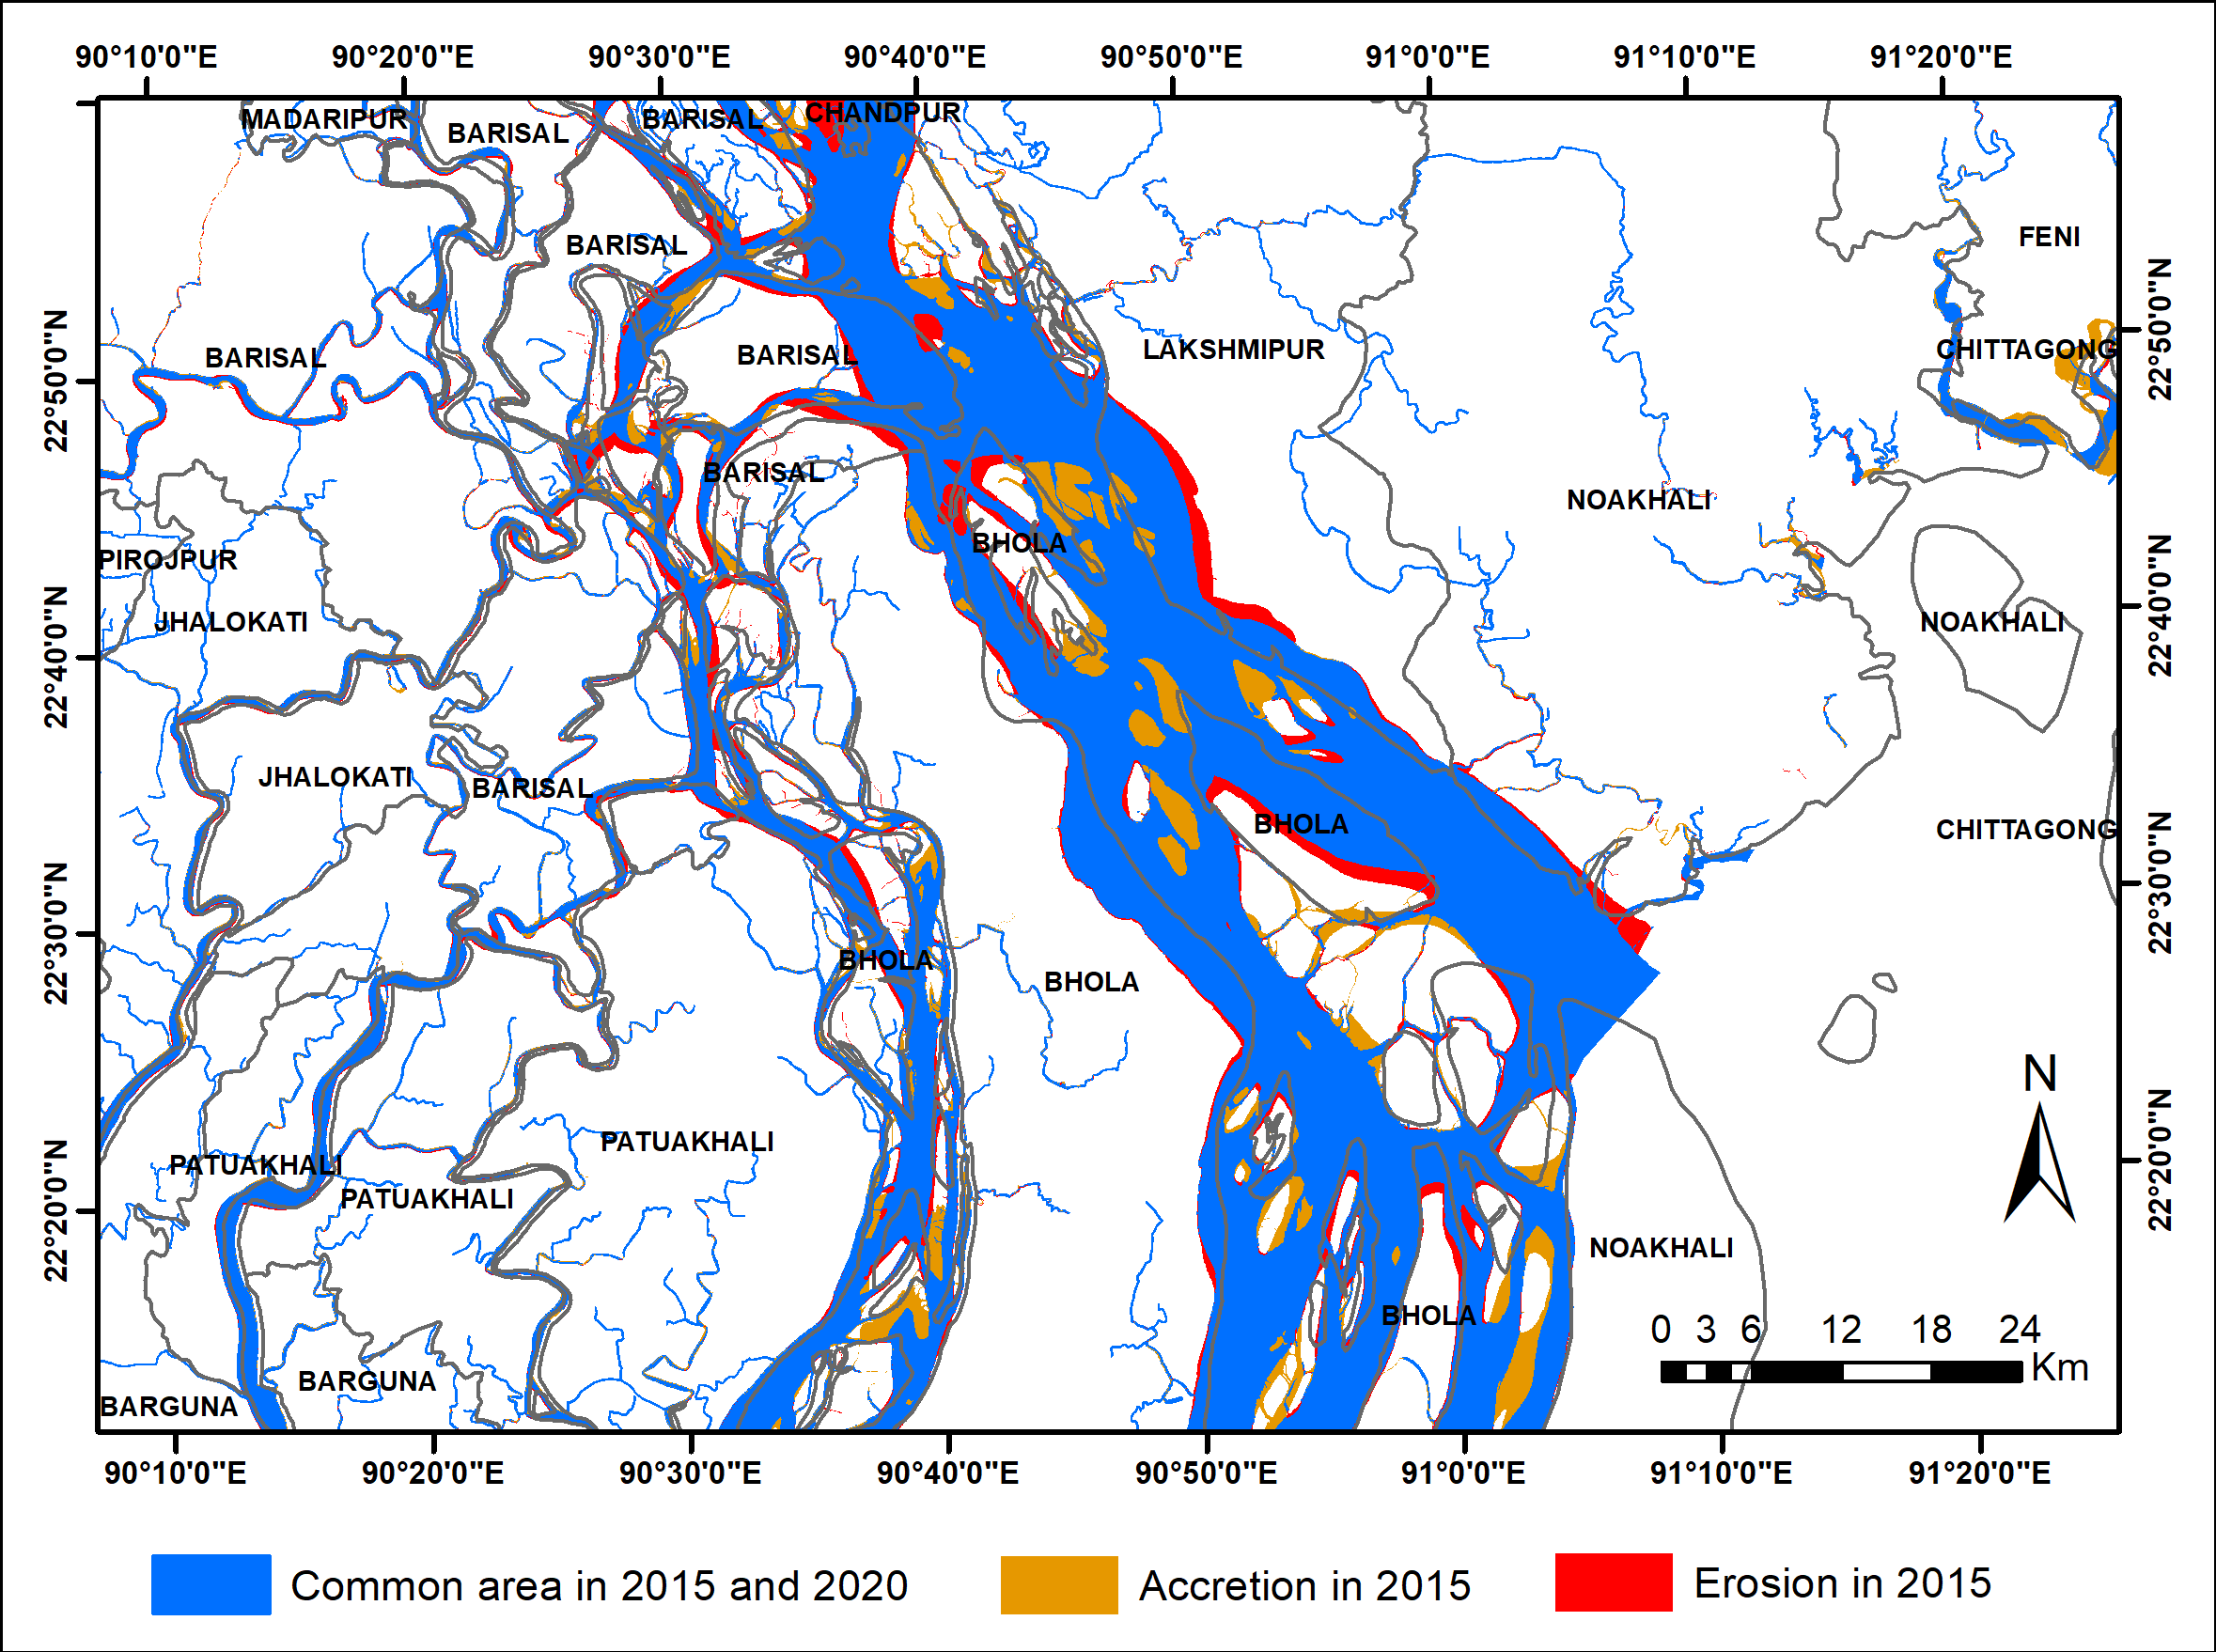 90°10'0"E 90°20'0"E 90°30'0"E 90°40'0"E 90°50'0"E 91°0'0"E 91°10'0"E 91°20'0"E
MADARIPUR BARISAL BARISAL CHANDPUR
BARISAL FENI
22°50'0"N BARISAL BARISAL LAKSHMIPUR CHITTAGONG 22°50'0"N
BARISAL NOAKHALI
PIROJPUR BHOLA
22°40'0"N JHALOKATI NOAKHALI 22°40'0"N
JHALOKATI BARISAL BHOLA CHITTAGONG
22°30'0"N BHOLA BHOLA 22°30'0"N
N
PATUAKHALI PATUAKHALI
22°20'0"N PATUAKHALI NOAKHALI 22°20'0"N
BHOLA 0 3 6 12 18 24
Km
BARGUNA BARGUNA
90°10'0"E 90°20'0"E 90°30'0"E 90°40'0"E 90°50'0"E 91°0'0"E 91°10'0"E 91°20'0"E
Common area in 2015 and 2020 Accretion in 2015 Erosion in 2015